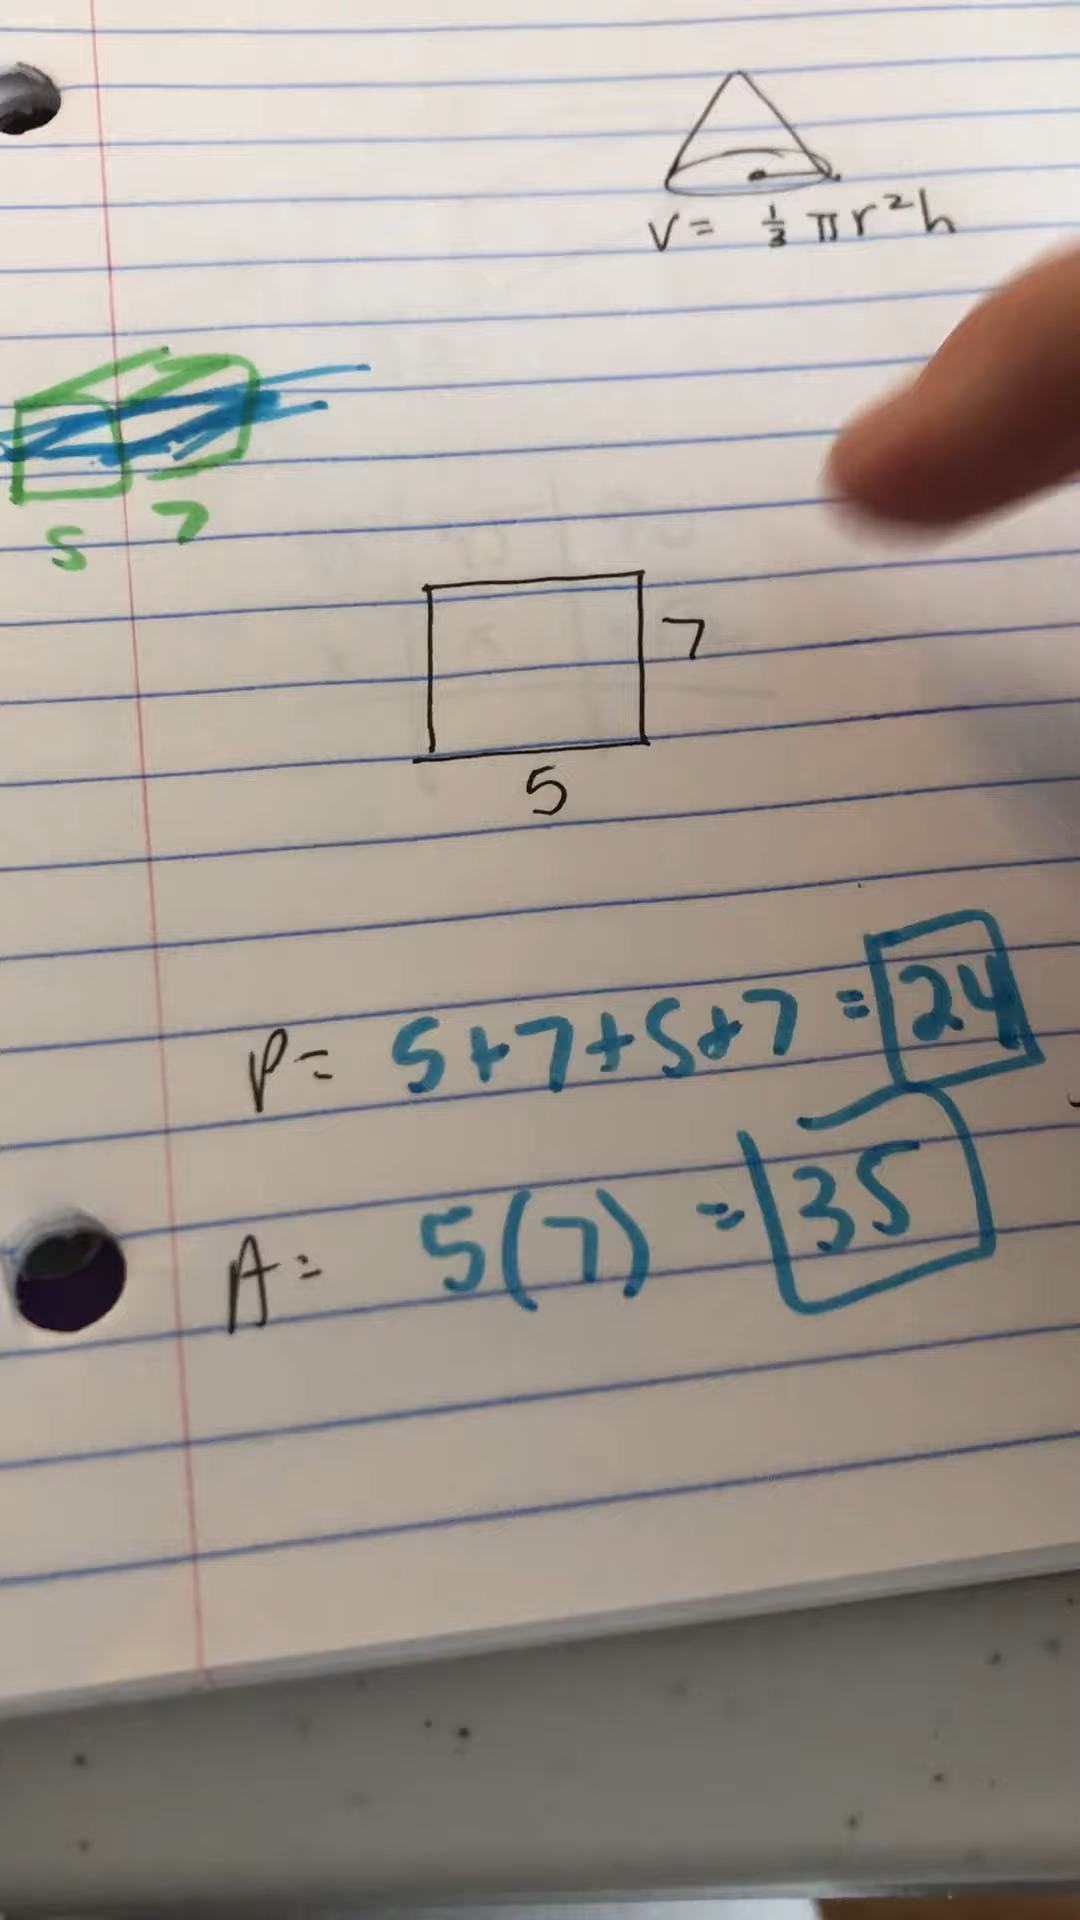 V = 1/3 πr²h
5 7
7
5
P = 5+7+5+7 = 24
A = 5(7) = 35